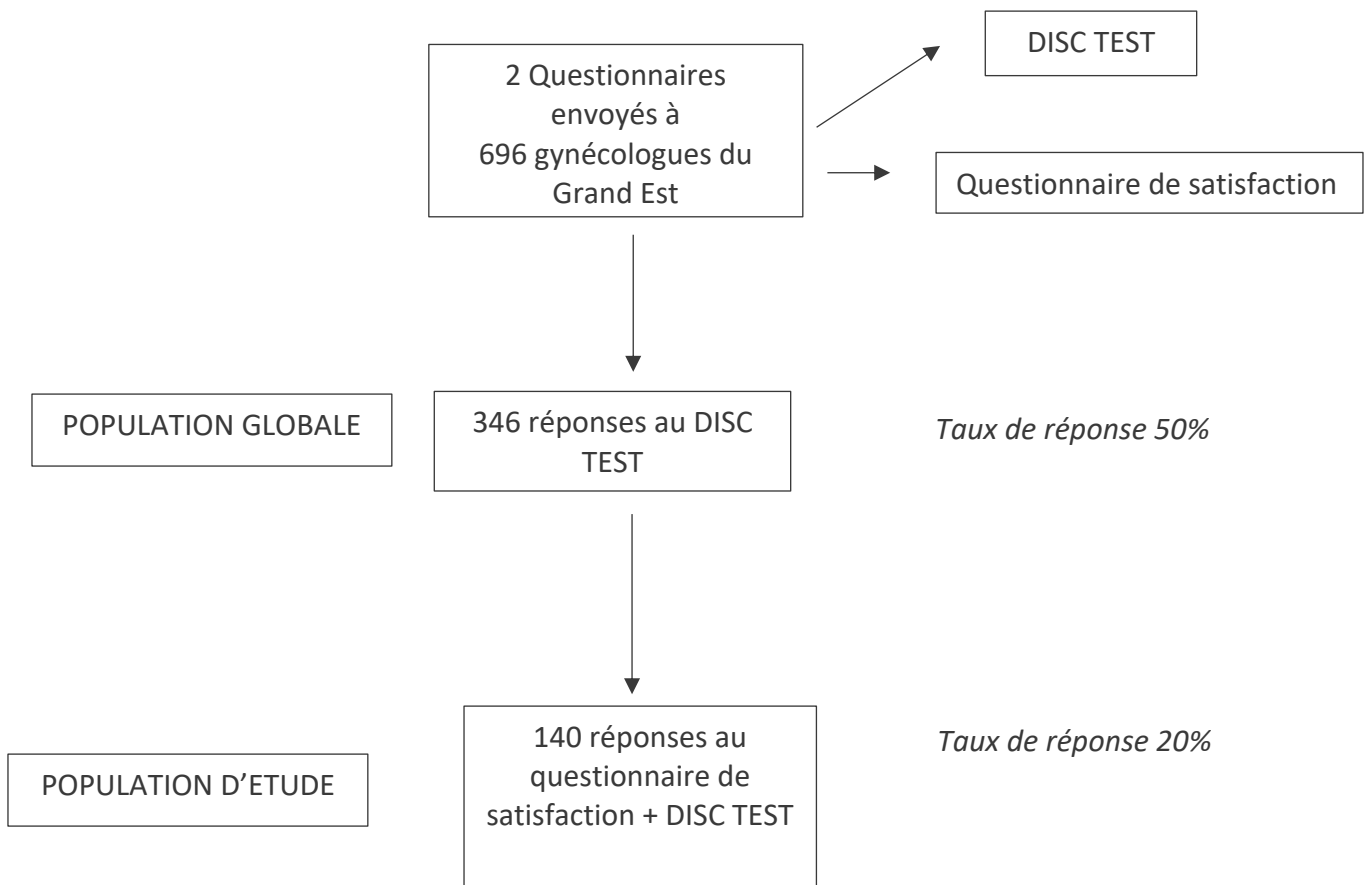 2 Questionnaires
envoyés à
696 gynécologues du
Grand Est
DISC TEST
Questionnaire de satisfaction
POPULATION GLOBALE
346 réponses au DISC
TEST
Taux de réponse 50%
POPULATION D’ETUDE
140 réponses au
questionnaire de
satisfaction + DISC TEST
Taux de réponse 20%